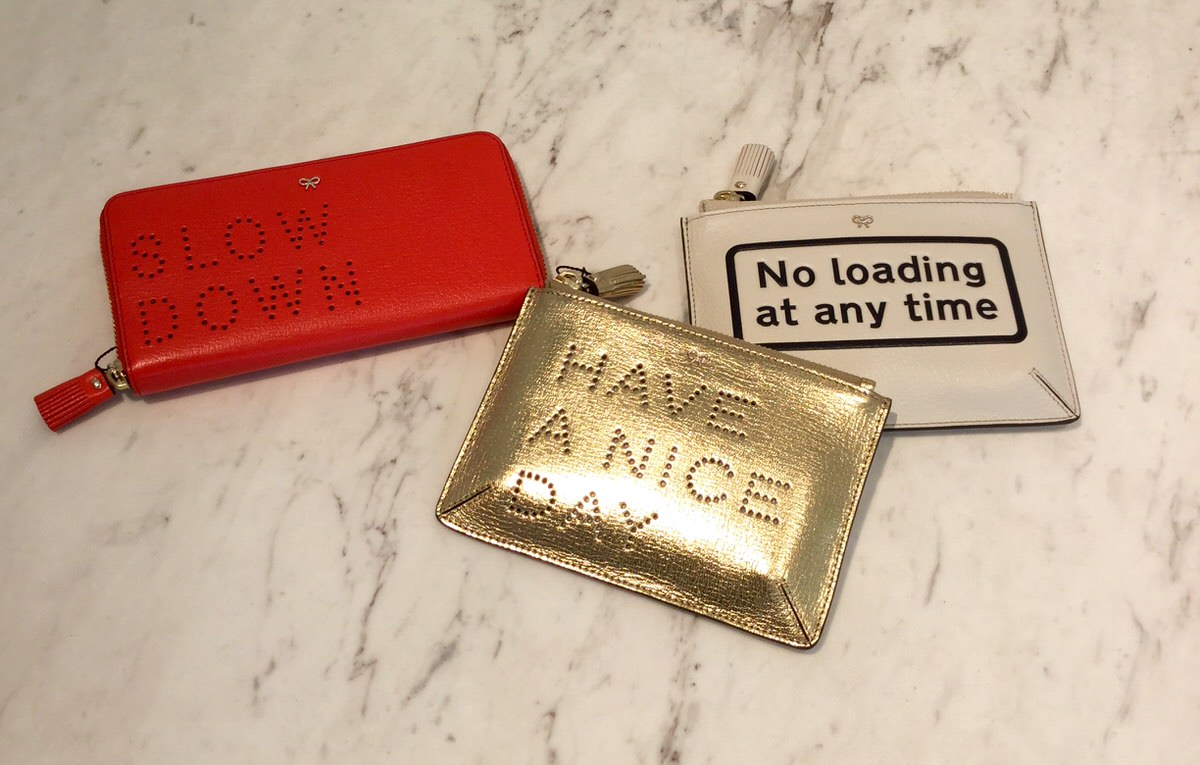 SLOW
DOWN
HAVE
A NICE
DAY
No loading
at any time